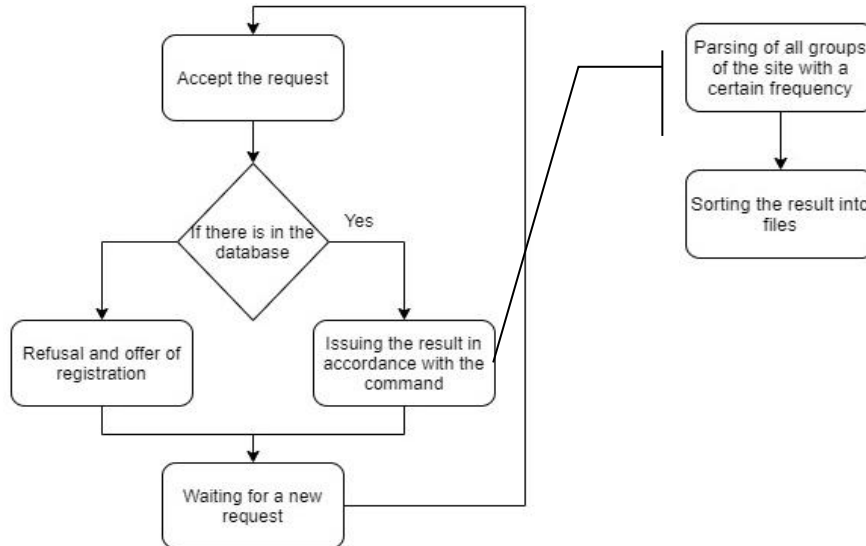 Accept the request
If there is in the
database
Yes
Refusal and offer of
registration
Issuing the result in
accordance with the
command
Waiting for a new
request
Parsing of all groups
of the site with a
certain frequency
Sorting the result into
files